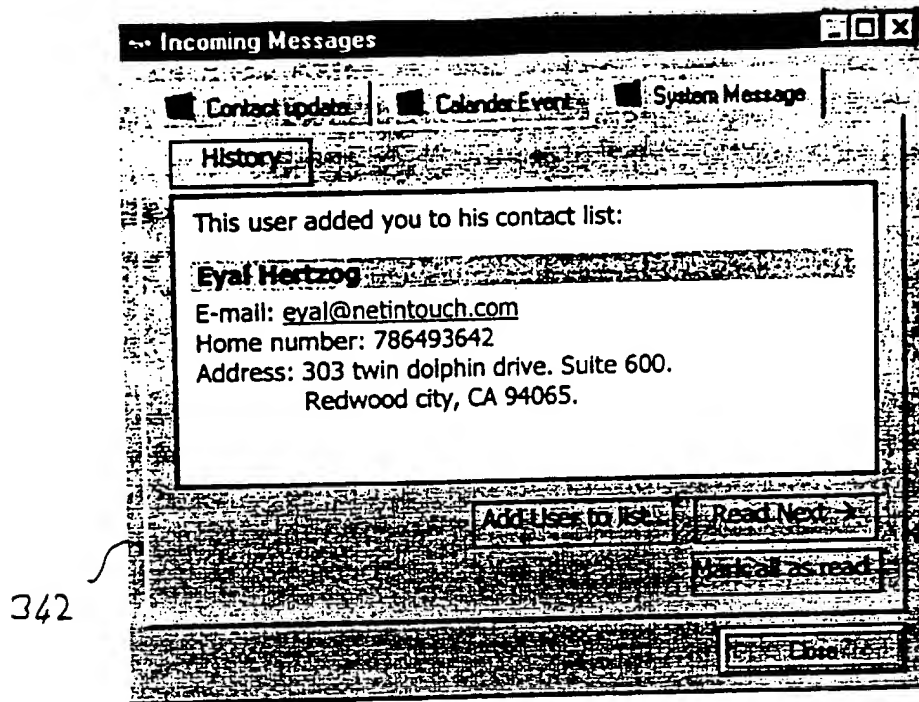 Incoming Messages
Contact update Calander Event System Message
History
This user added you to his contact list:
Eyal Hertzog
E-mail: eyal@netintouch.com
Home number: 786493642
Address: 303 twin dolphin drive. Suite 600.
Redwood city, CA 94065.
Add User to list Read Next →
Mark all as read
Close
342